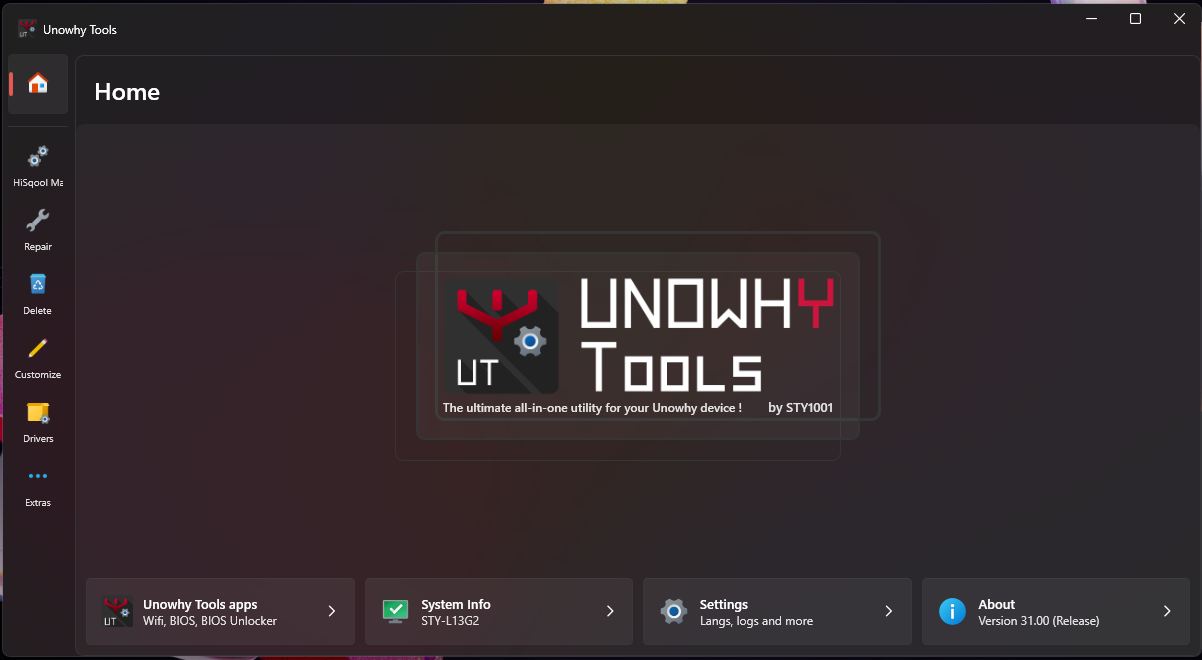 Unowhy Tools
Home
HiSqool Ma
Repair
Delete
Customize
Drivers
Extras
UT
UNOWHY
TOOLS
The ultimate all-in-one utility for your Unowhy device !
by STY1001
UT
Unowhy Tools apps
Wifi, BIOS, BIOS Unlocker
System Info
STY-L13G2
Settings
Langs, logs and more
About
Version 31.00 (Release)